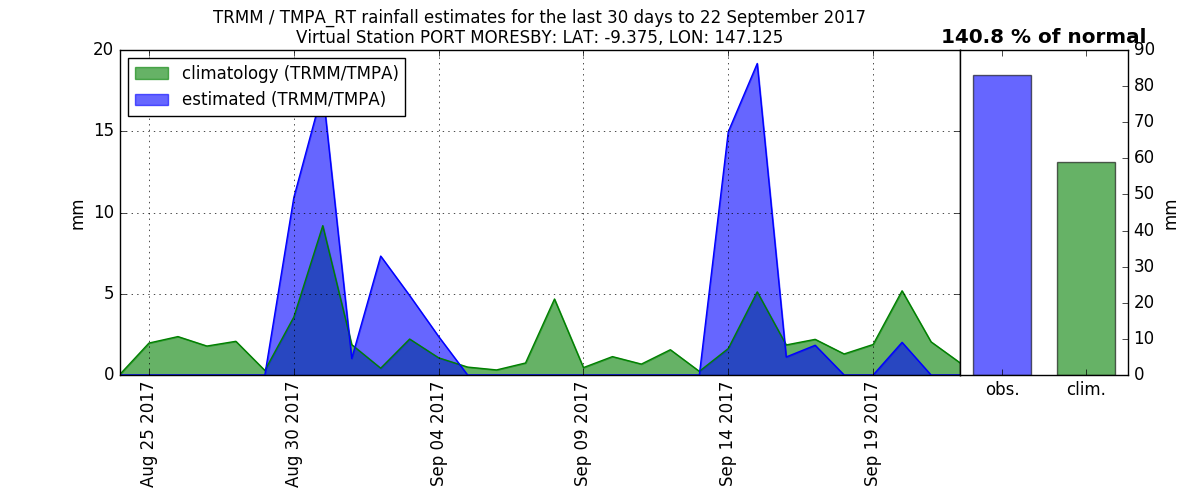 TRMM / TMPA_RT rainfall estimates for the last 30 days to 22 September 2017
Virtual Station PORT MORESBY: LAT: -9.375, LON: 147.125
140.8 % of normal
climatology (TRMM/TMPA)
estimated (TRMM/TMPA)
20
15
10
5
0
mm
Aug 25 2017
Aug 30 2017
Sep 04 2017
Sep 09 2017
Sep 14 2017
Sep 19 2017
90
80
70
60
50
40
30
20
10
0
mm
obs.
clim.